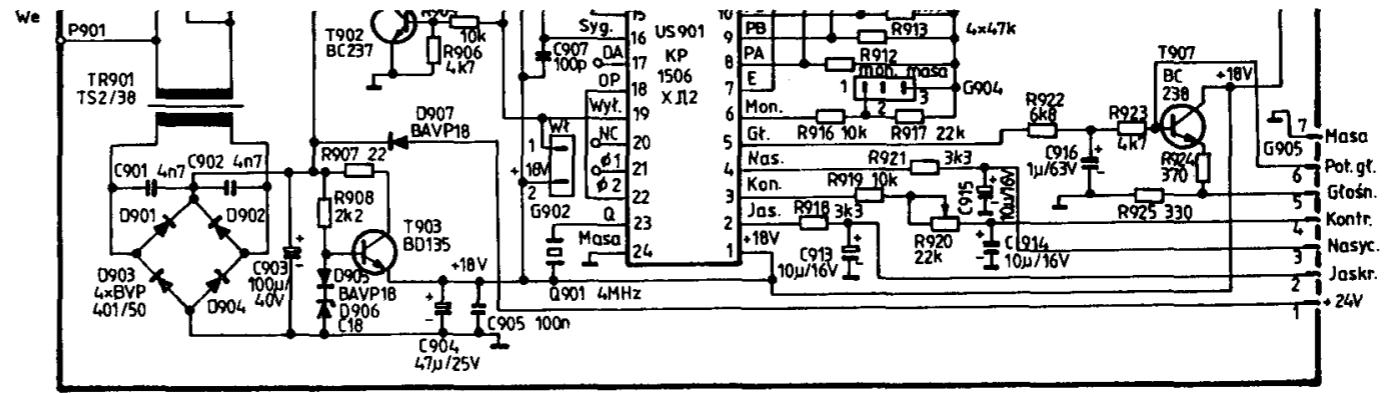 We
P901
TR901
TS2/38
T902
BC237
10k
R906
4k7
C907
100p
Syg.
16
DA
17
OP
18
Wył.
19
NC
20
φ1
21
φ2
22
Q
23
Masa
24
15
US901
KP
1506
ХЛ2
10
PB
9
PA
8
E
7
Mon.
6
Gł.
5
Nas.
4
Kon.
3
Jas.
2
+18V
1
R913
4x47k
R912
mon. masa
1
2
3
G904
R916 10k
R917 22k
R921 3k3
R919 10k
R918 3k3
R920
22k
C913
10µ/16V
C915
10µ/16V
C914
10µ/16V
R922
6k8
R923
4k7
C916
1µ/63V
T907
BC
238
+18V
R924
370
R925 330
G905
7
Masa
Pot.gł.
6
Głośn.
5
Kontr.
4
Nasyc.
3
Jaskr.
2
+24V
1
D907
BAVP18
Wł
1
18V
+
2
G902
Q901 4MHz
C901 4n7
C902 4n7
D901
D902
D903
4×BVP
401/50
D904
R907 22
R908
2k2
T903
BD135
C903
100µ/
40V
D905
BAVP18
D906
C18
+18V
C904
47µ/25V
C905 100n